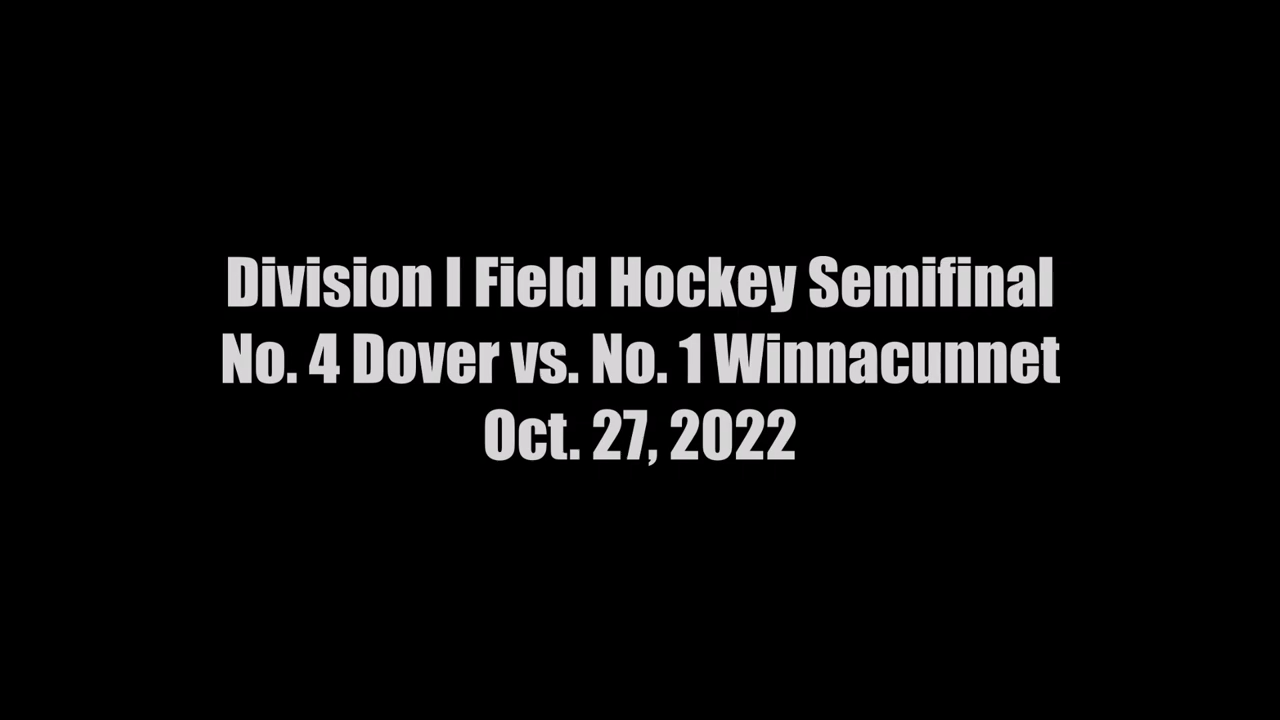 Division I Field Hockey Semifinal
No. 4 Dover vs. No. 1 Winnacunnet
Oct. 27, 2022